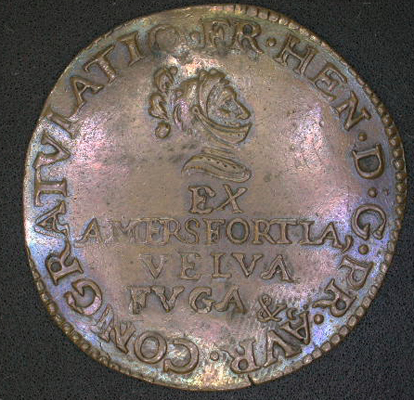 CONGRATVLATIO · FR · HEN · D · G · PR · AVR ·
EX
AMERSFORTIA,
VELVA
FVGA &